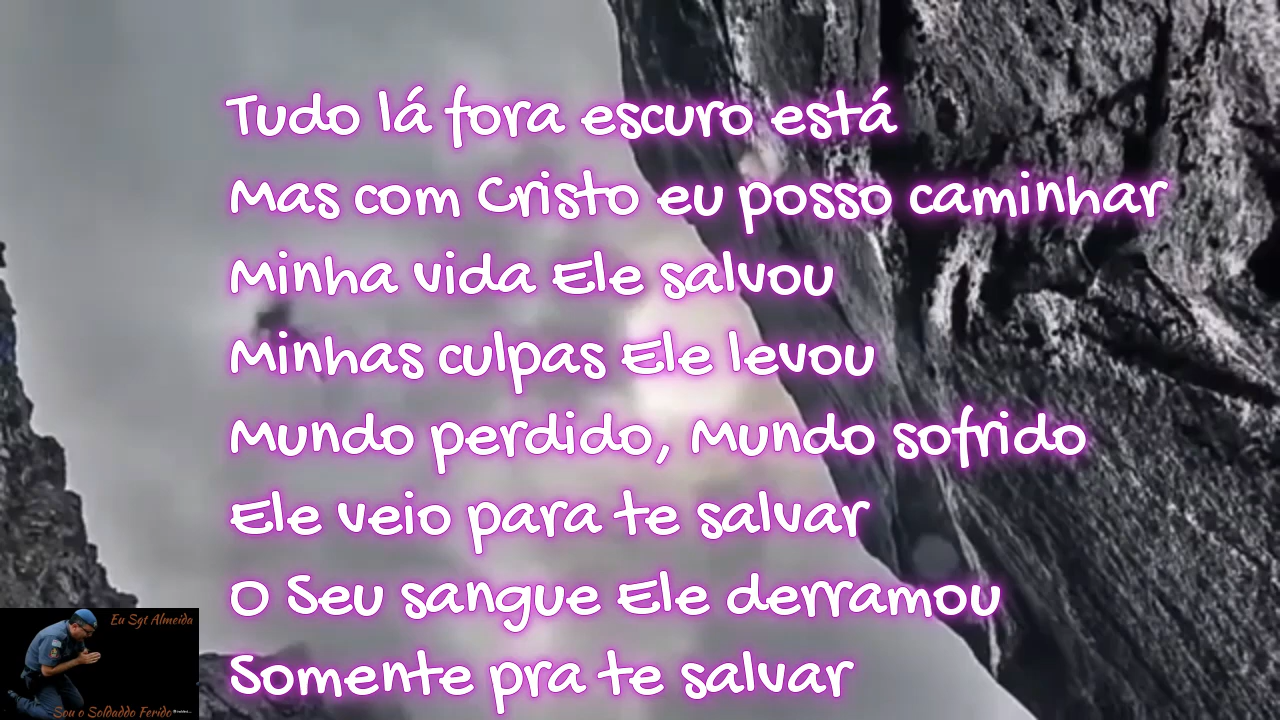 Tudo lá fora escuro está
Mas com Cristo eu posso caminhar
Minha vida Ele salvou
Minhas culpas Ele levou
Mundo perdido, Mundo sofrido
Ele veio para te salvar
O Seu sangue Ele derramou
Somente pra te salvar
Eu Sgt Almeida
Sou o Soldaddo Ferido